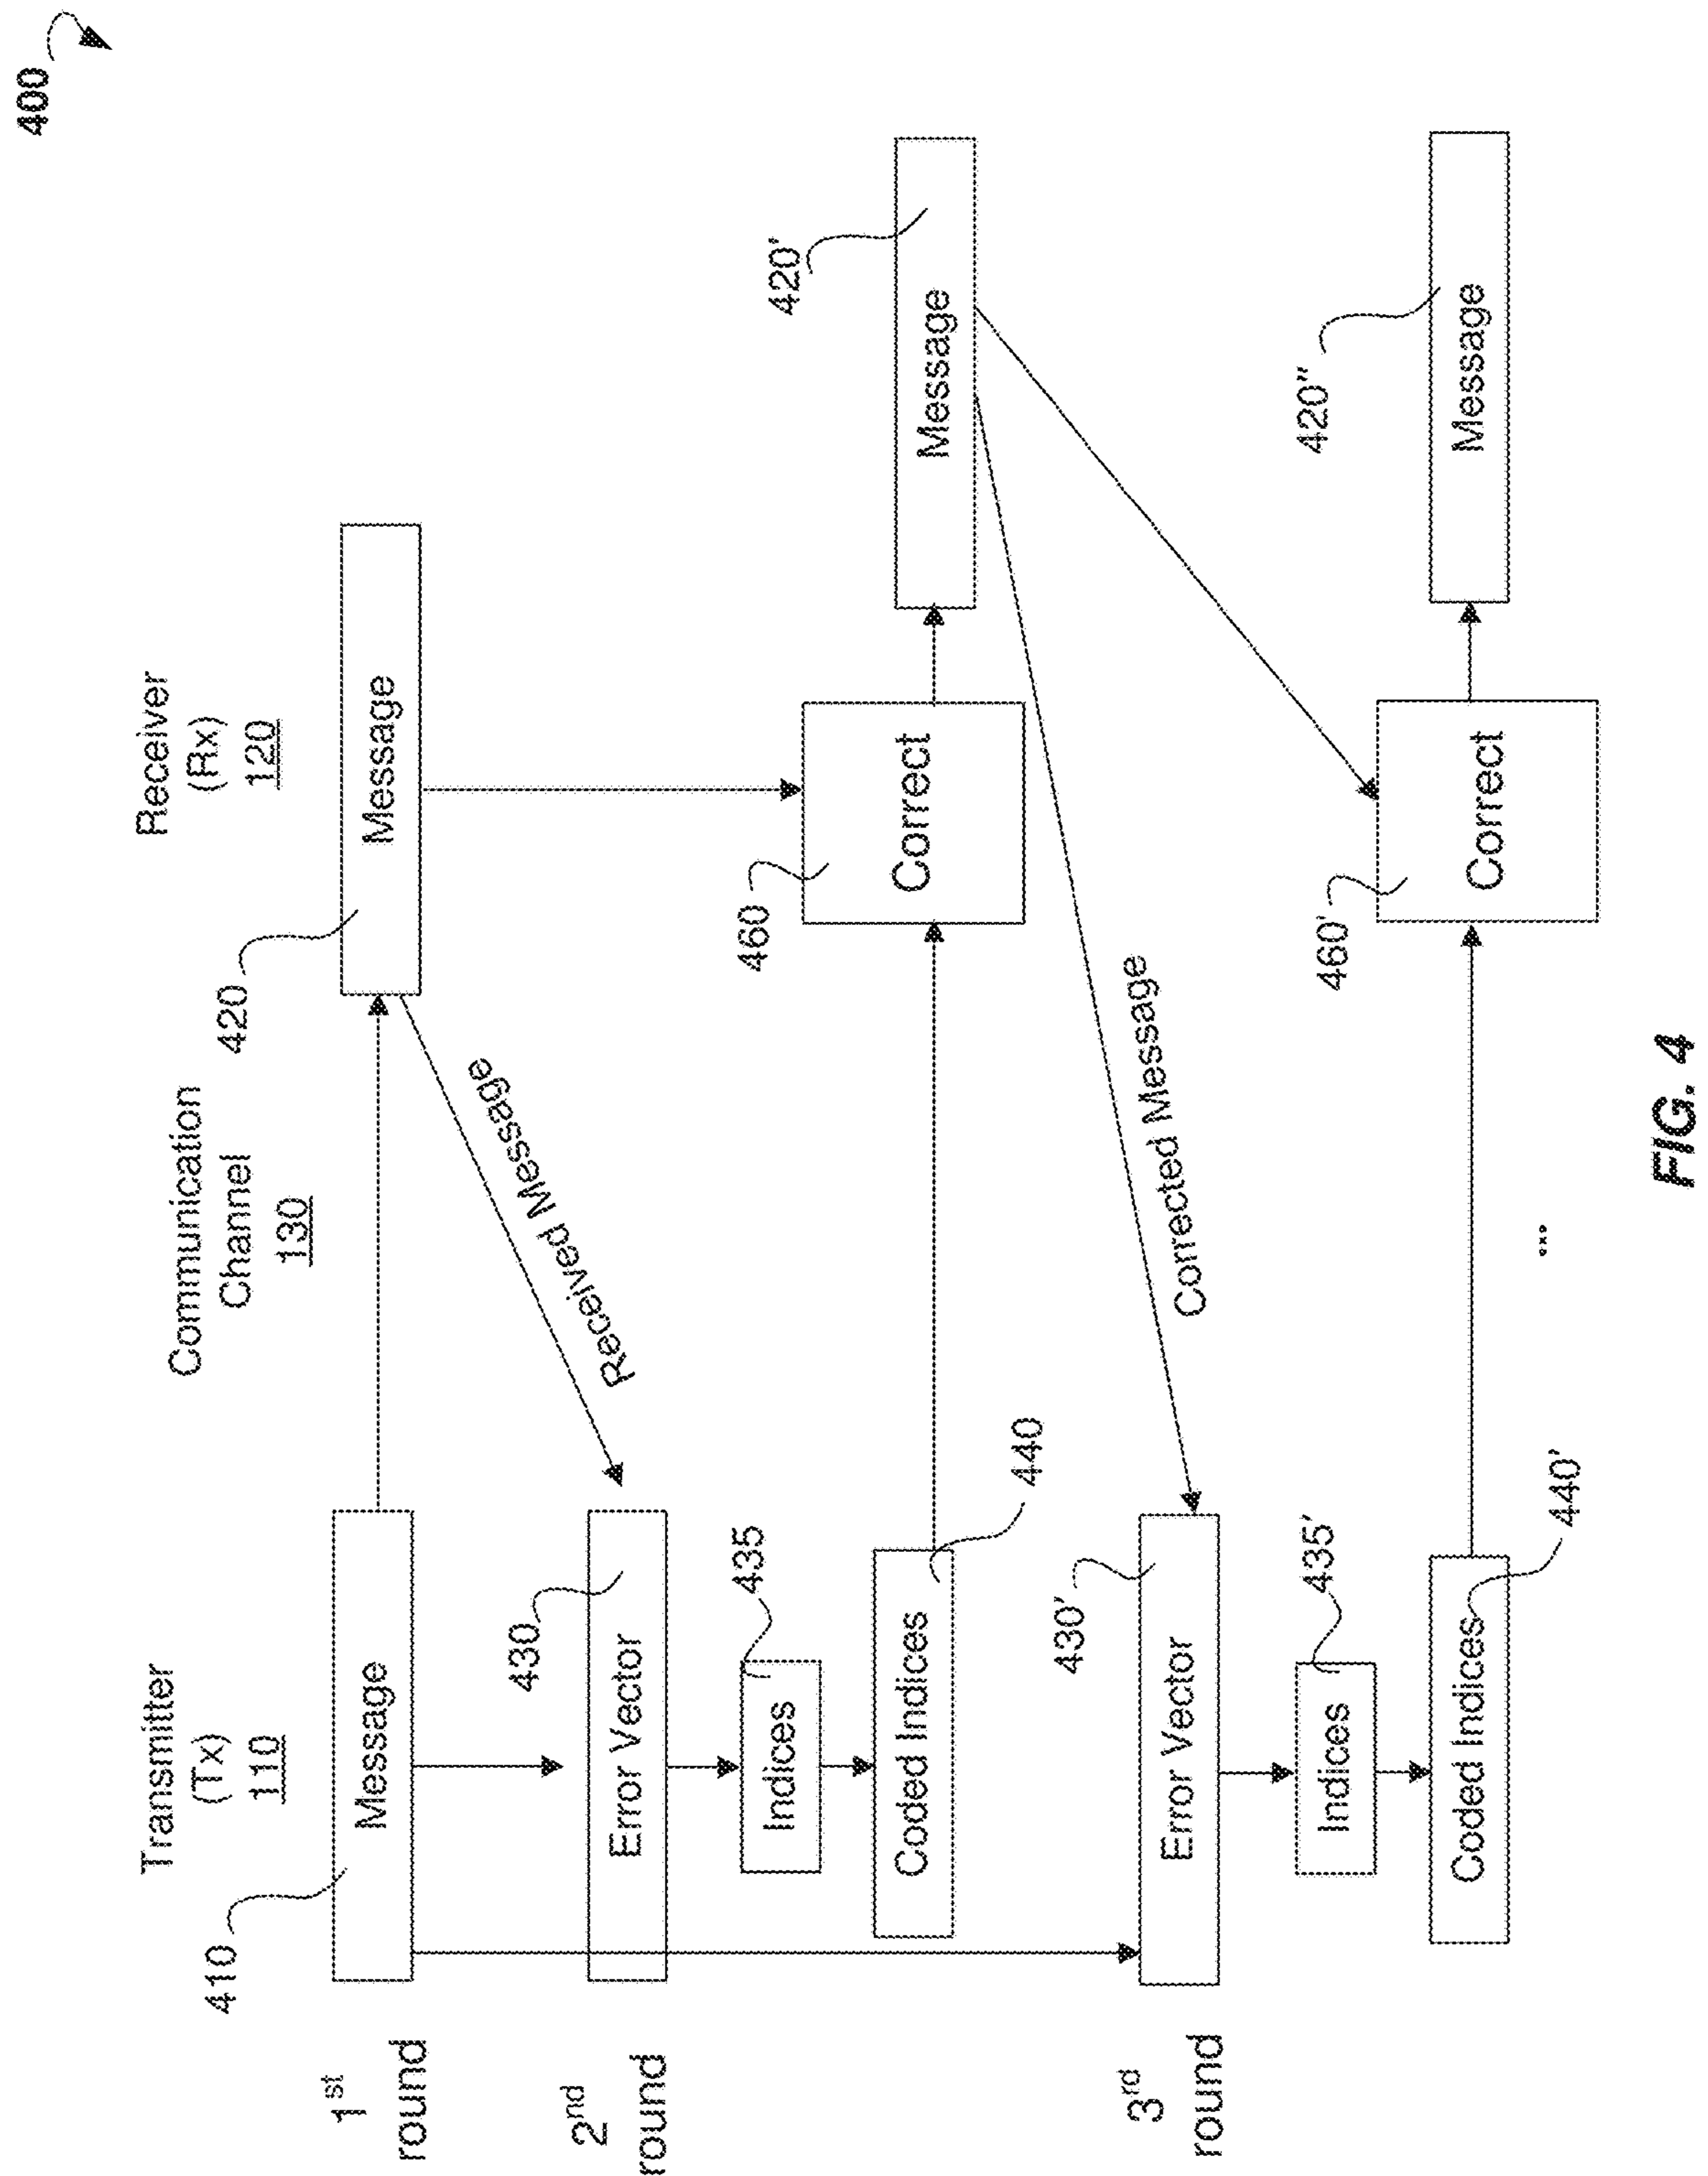 400
Transmitter
(Tx)
110
Communication
Channel
130
Receiver
(Rx)
120
1st
round
410
Message
420
Message
Received Message
2nd
round
430
Error Vector
435
Indices
Coded Indices
440
460
Correct
420'
Message
Corrected Message
3rd
round
430'
Error Vector
435'
Indices
Coded Indices
440'
460'
Correct
420"
Message
...
FIG. 4